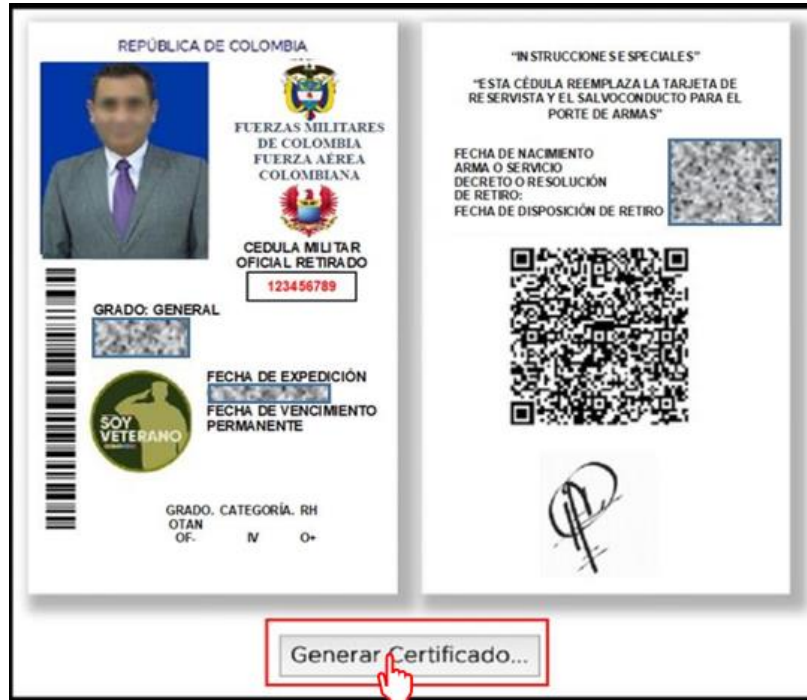 REPÚBLICA DE COLOMBIA
FUERZAS MILITARES
DE COLOMBIA
FUERZA AÉREA
COLOMBIANA
CEDULA MILITAR
OFICIAL RETIRADO
123456789
GRADO: GENERAL
SOY
VETERANO
FECHA DE EXPEDICIÓN
FECHA DE VENCIMIENTO
PERMANENTE
GRADO. CATEGORÍA. RH
OTAN
OF- IV O+
“INSTRUCCIONES ESPECIALES”
“ESTA CÉDULA REEMPLAZA LA TARJETA DE
RESERVISTA Y EL SALVOCONDUCTO PARA EL
PORTE DE ARMAS”
FECHA DE NACIMIENTO
ARMA O SERVICIO
DECRETO O RESOLUCIÓN
DE RETIRO:
FECHA DE DISPOSICIÓN DE RETIRO
Generar Certificado...